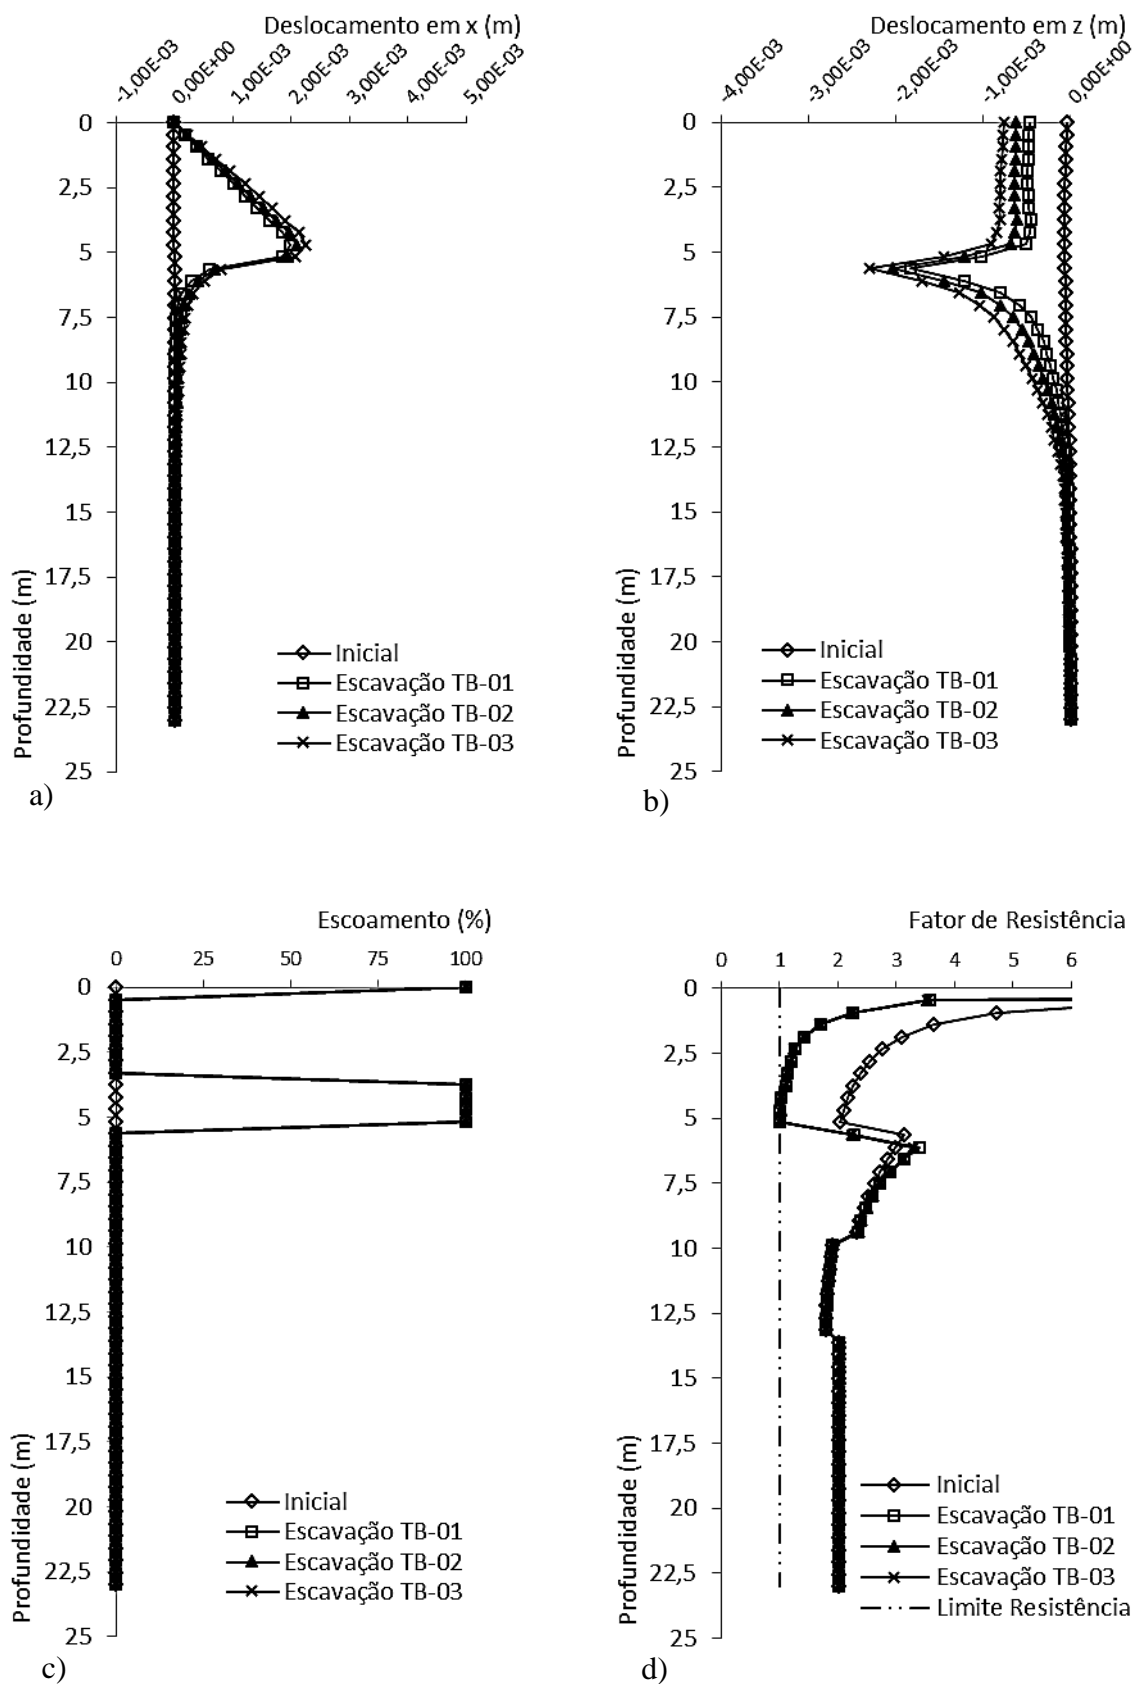 Deslocamento em x (m)
-1,00E-03 0,00E+00 1,00E-03 2,00E-03 3,00E-03 4,00E-03 5,00E-03
0
2,5
5
7,5
10
12,5
15
17,5
20
22,5
25
Profundidade (m)
Inicial
Escavação TB-01
Escavação TB-02
Escavação TB-03
a)
Deslocamento em z (m)
-4,00E-03 -3,00E-03 -2,00E-03 -1,00E-03 0,00E+00
0
2,5
5
7,5
10
12,5
15
17,5
20
22,5
25
Profundidade (m)
Inicial
Escavação TB-01
Escavação TB-02
Escavação TB-03
b)
Escoamento (%)
0 25 50 75 100
0
2,5
5
7,5
10
12,5
15
17,5
20
22,5
25
Profundidade (m)
Inicial
Escavação TB-01
Escavação TB-02
Escavação TB-03
c)
Fator de Resistência
0 1 2 3 4 5 6
0
2,5
5
7,5
10
12,5
15
17,5
20
22,5
25
Profundidade (m)
Inicial
Escavação TB-01
Escavação TB-02
Escavação TB-03
Limite Resistência
d)